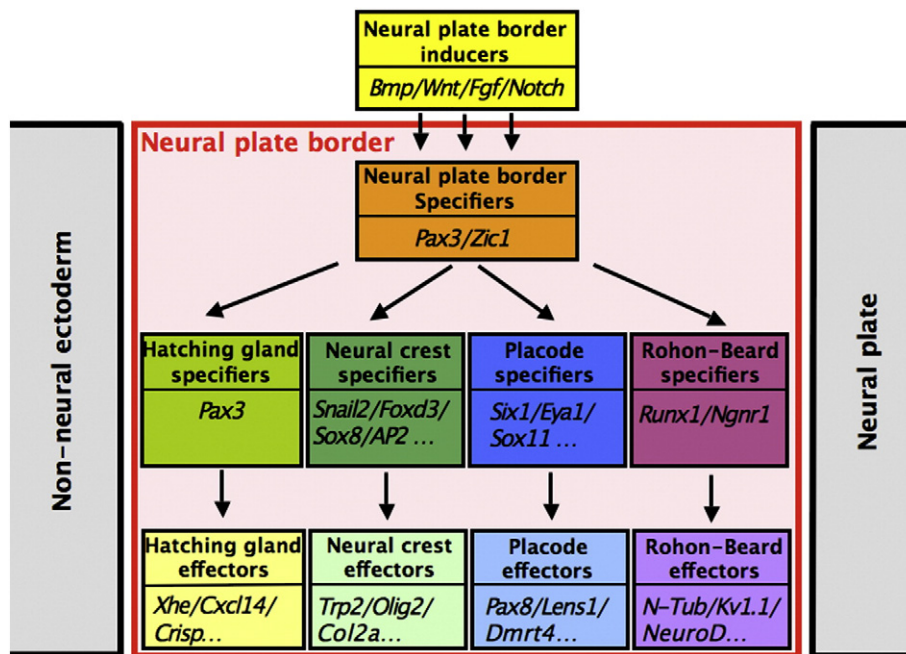 Neural plate border
inducers
Bmp/Wnt/Fgf/Notch
Neural plate border
Neural plate border
Specifiers
Pax3/Zic1
Non-neural ectoderm
Neural plate
Hatching gland
specifiers
Pax3
Neural crest
specifiers
Snail2/Foxd3/
Sox8/AP2 ...
Placode
specifiers
Six1/Eya1/
Sox11 ...
Rohon-Beard
specifiers
Runx1/Ngnr1
Hatching gland
effectors
Xhe/Cxcl14/
Crisp...
Neural crest
effectors
Trp2/Olig2/
Col2a...
Placode
effectors
Pax8/Lens1/
Dmrt4...
Rohon-Beard
effectors
N-Tub/Kv1.1/
NeuroD...